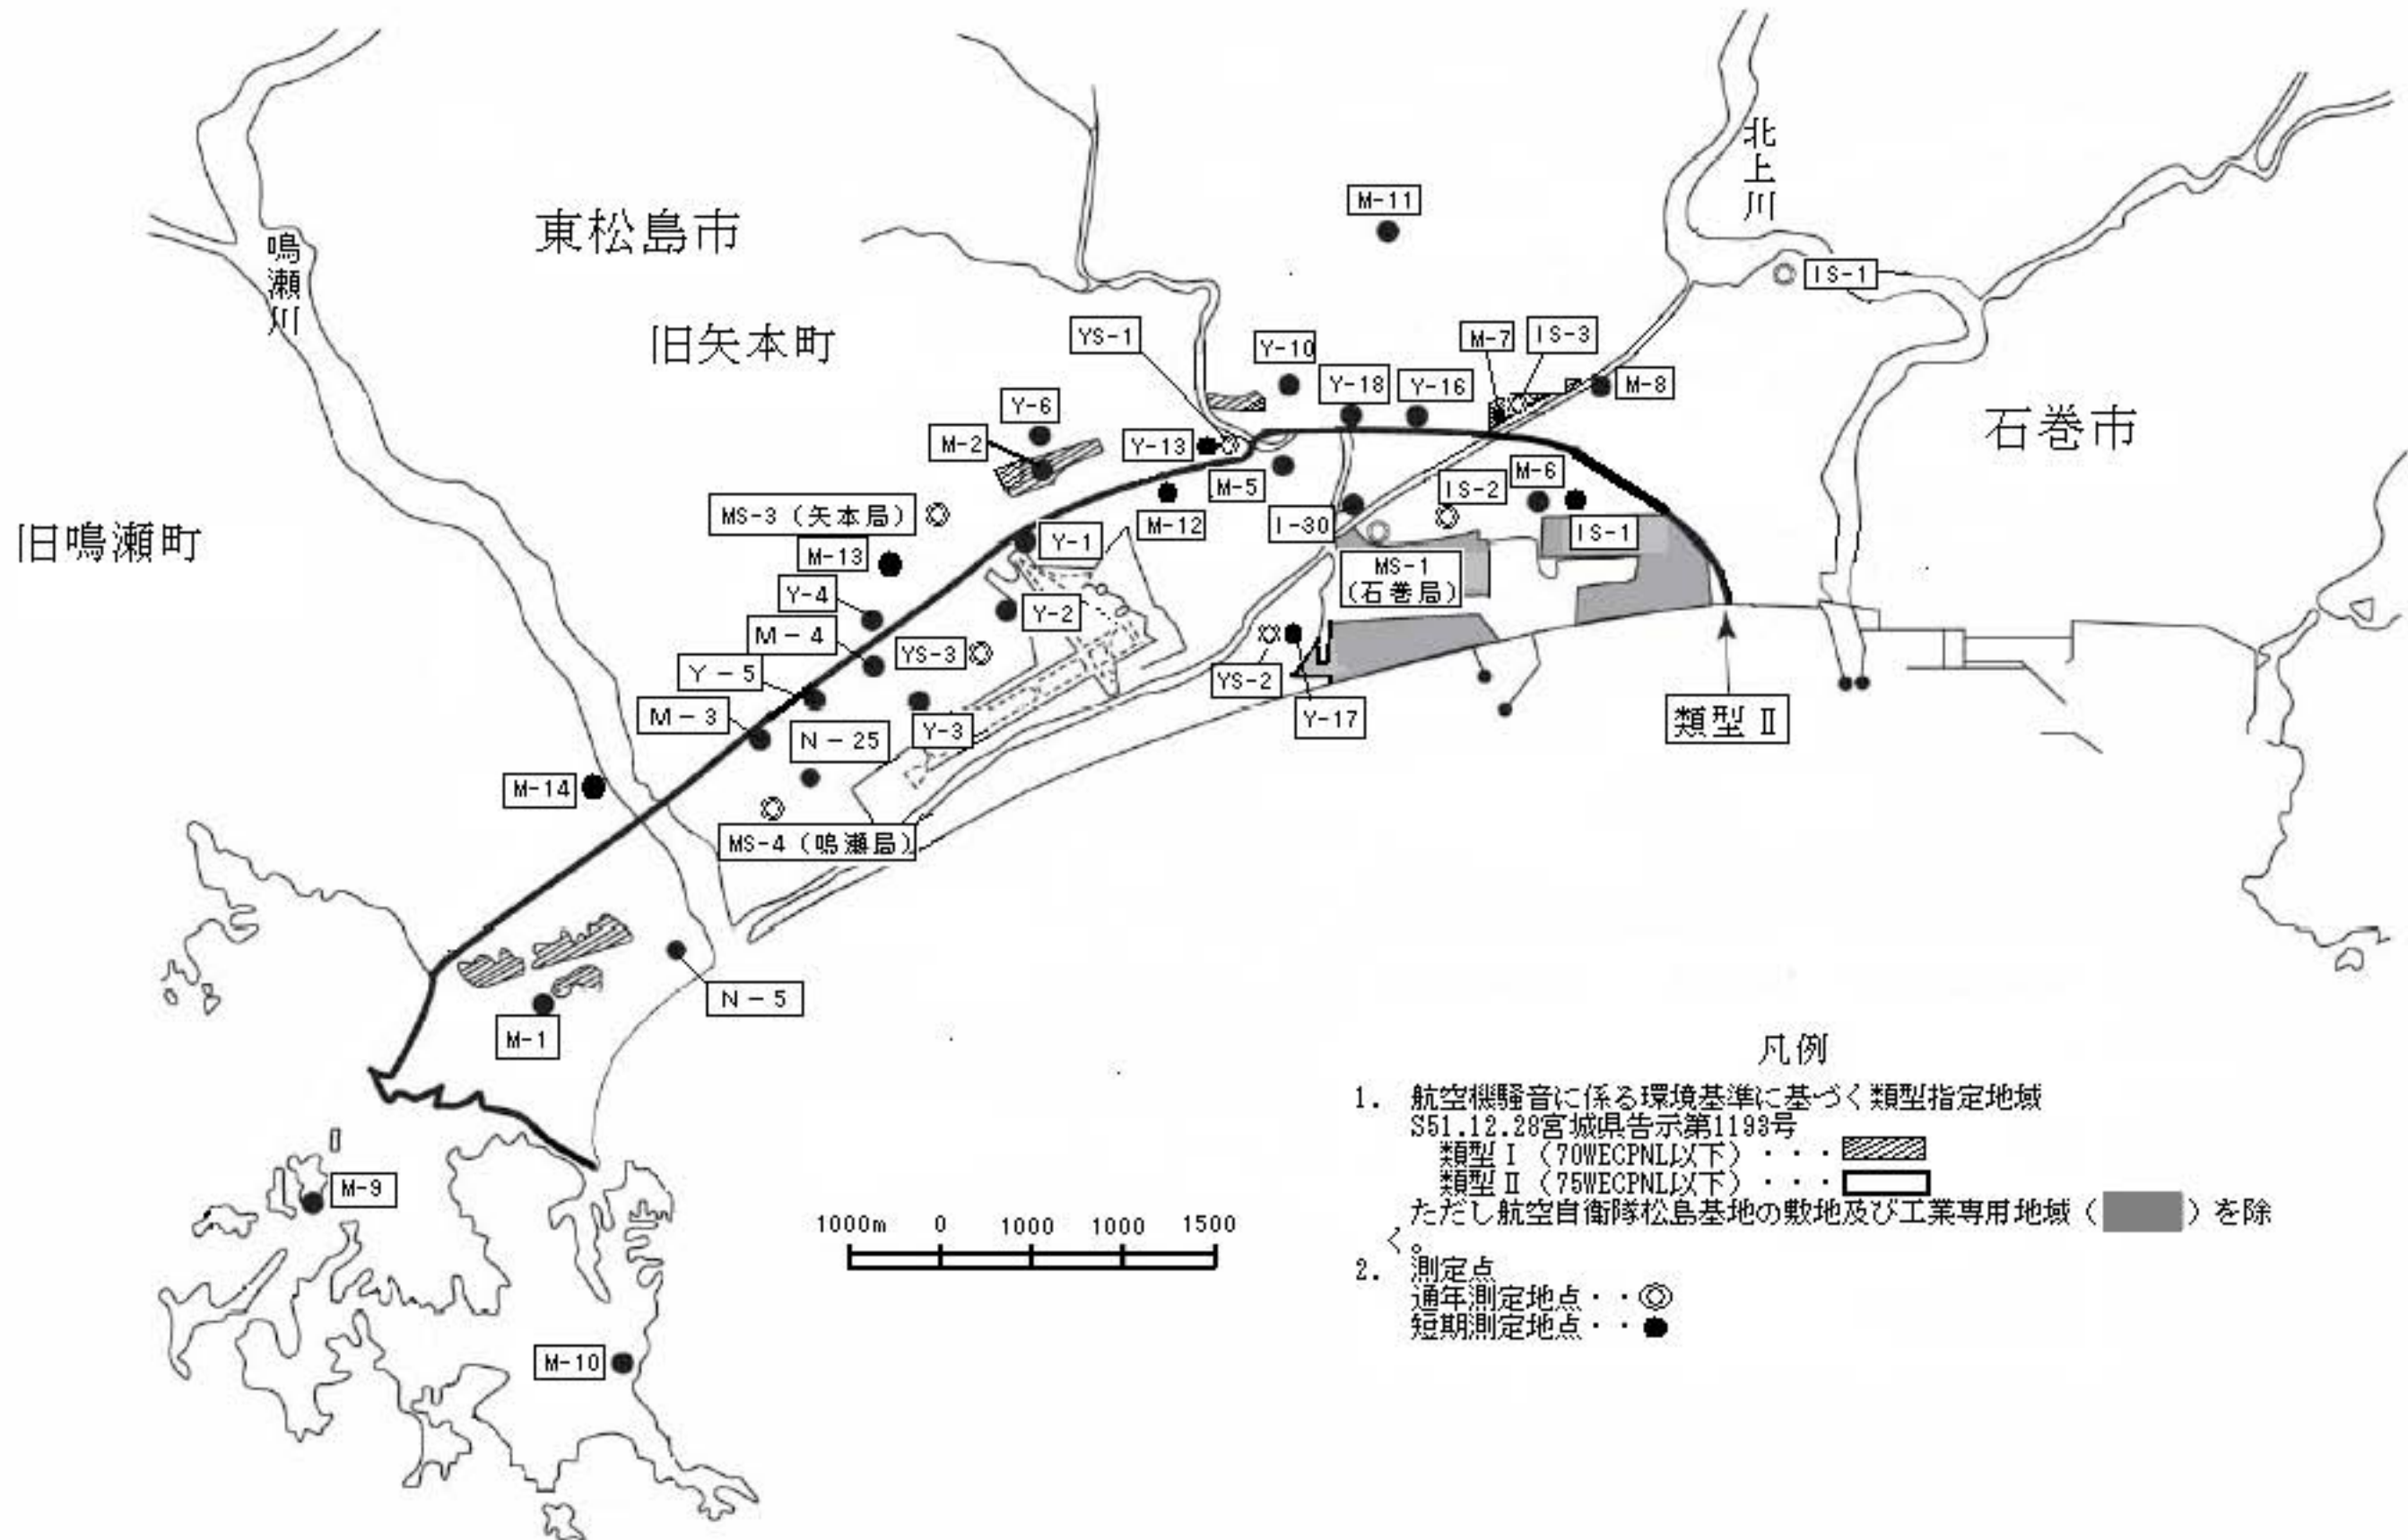 北上川
M-11
東松島市
鳴瀬川
IS-1
旧矢本町
YS-1
Y-10
M-7
IS-3
Y-18
Y-16
M-8
Y-6
石巻市
M-2
Y-13
M-5
IS-2
M-6
MS-3（矢本局）
M-12
I-30
IS-1
旧鳴瀬町
M-13
Y-1
MS-1
（石巻局）
Y-4
Y-2
M-4
YS-3
Y-5
YS-2
M-3
N-25
Y-3
Y-17
類型Ⅱ
M-14
MS-4（鳴瀬局）
N-5
M-1
凡例
1. 航空機騒音に係る環境基準に基づく類型指定地域
S51.12.28宮城県告示第1193号
類型Ⅰ（70WECPNL以下）・・・
類型Ⅱ（75WECPNL以下）・・・
ただし航空自衛隊松島基地の敷地及び工業専用地域（　　）を除
く。
2. 測定点
通年測定地点・・◎
短期測定地点・・●
M-9
1000m 0 1000 1000 1500
M-10